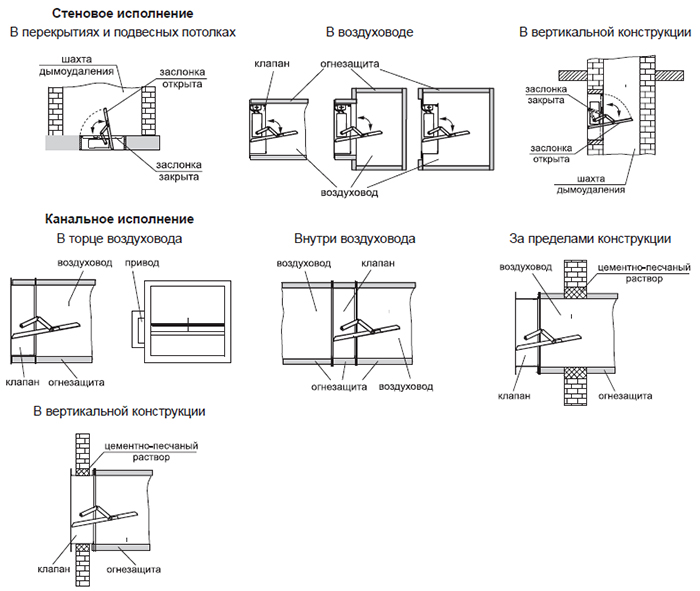 Стеновое исполнение
В перекрытиях и подвесных потолках
шахта
дымоудаления
заслонка
открыта
заслонка
закрыта
В воздуховоде
клапан
огнезащита
воздуховод
В вертикальной конструкции
заслонка
закрыта
заслонка
открыта
шахта
дымоудаления
Канальное исполнение
В торце воздуховода
воздуховод
привод
клапан
огнезащита
Внутри воздуховода
воздуховод
клапан
огнезащита
воздуховод
За пределами конструкции
воздуховод
цементно-песчаный
раствор
клапан
огнезащита
В вертикальной конструкции
цементно-песчаный
раствор
клапан
огнезащита